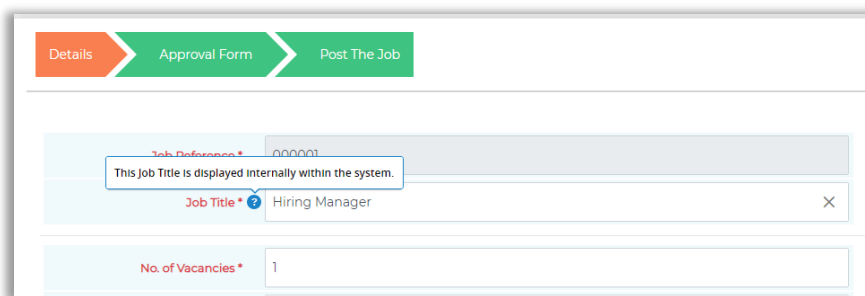 Details Approval Form Post The Job
Job Reference * 000001
This Job Title is displayed internally within the system.
Job Title * ? Hiring Manager ×
No. of Vacancies * 1